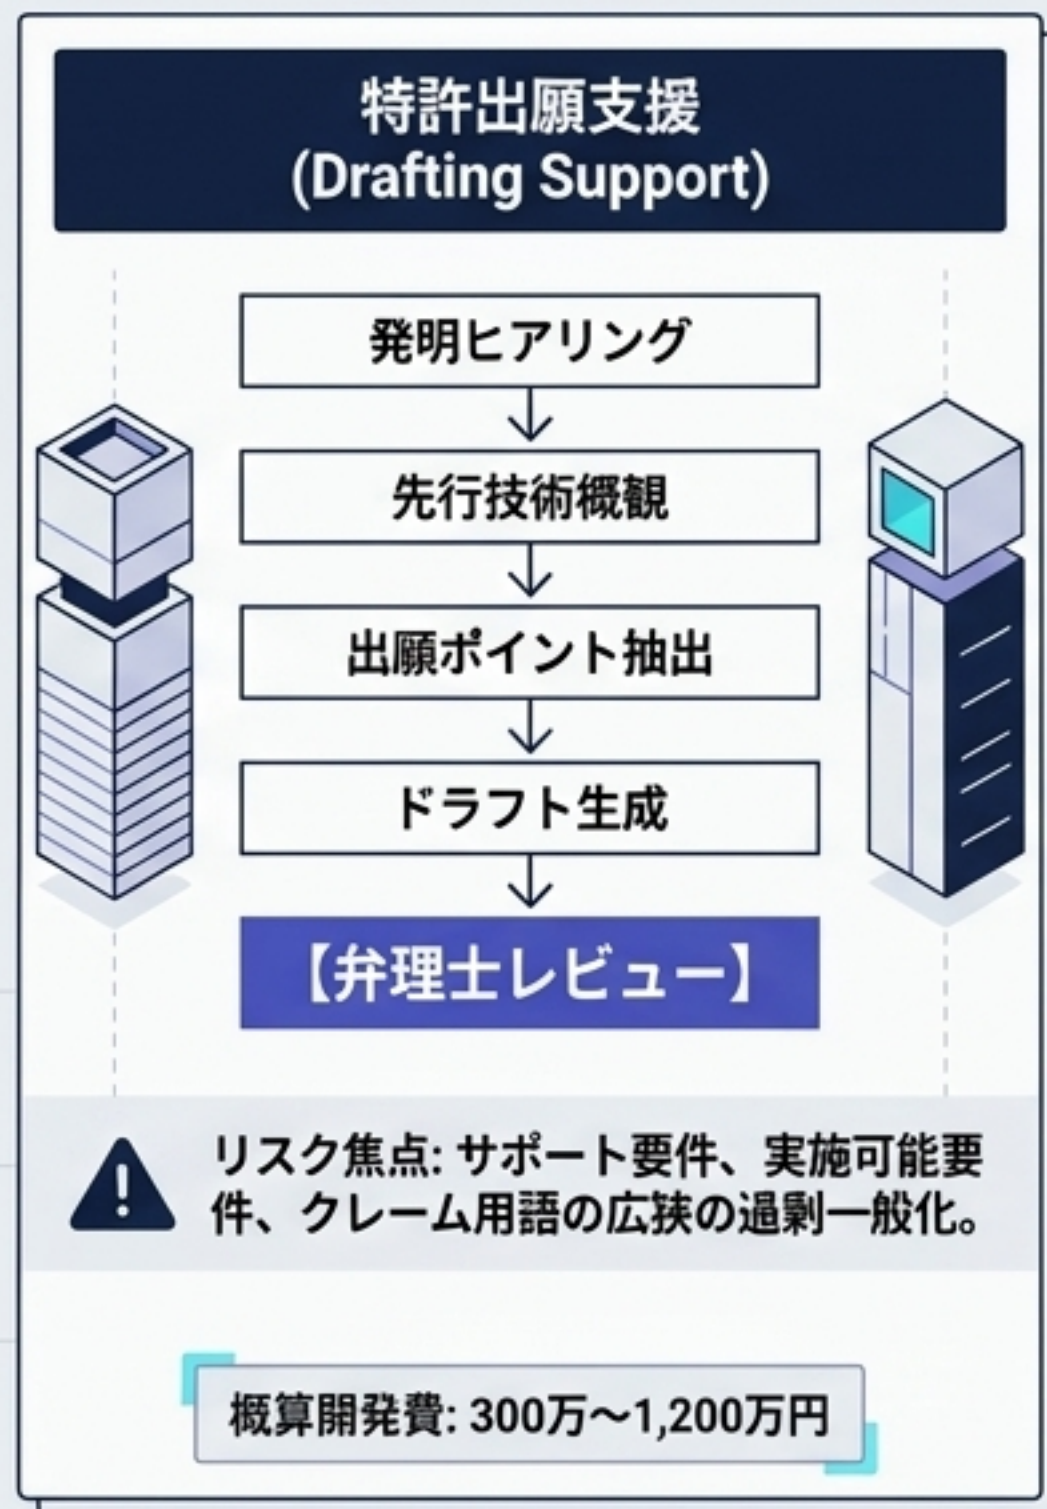 特許出願支援
(Drafting Support)
発明ヒアリング
先行技術概観
出願ポイント抽出
ドラフト生成
【弁理士レビュー】
リスク焦点: サポート要件、実施可能要
件、クレーム用語の広狭の過剰一般化。
概算開発費: 300万〜1,200万円